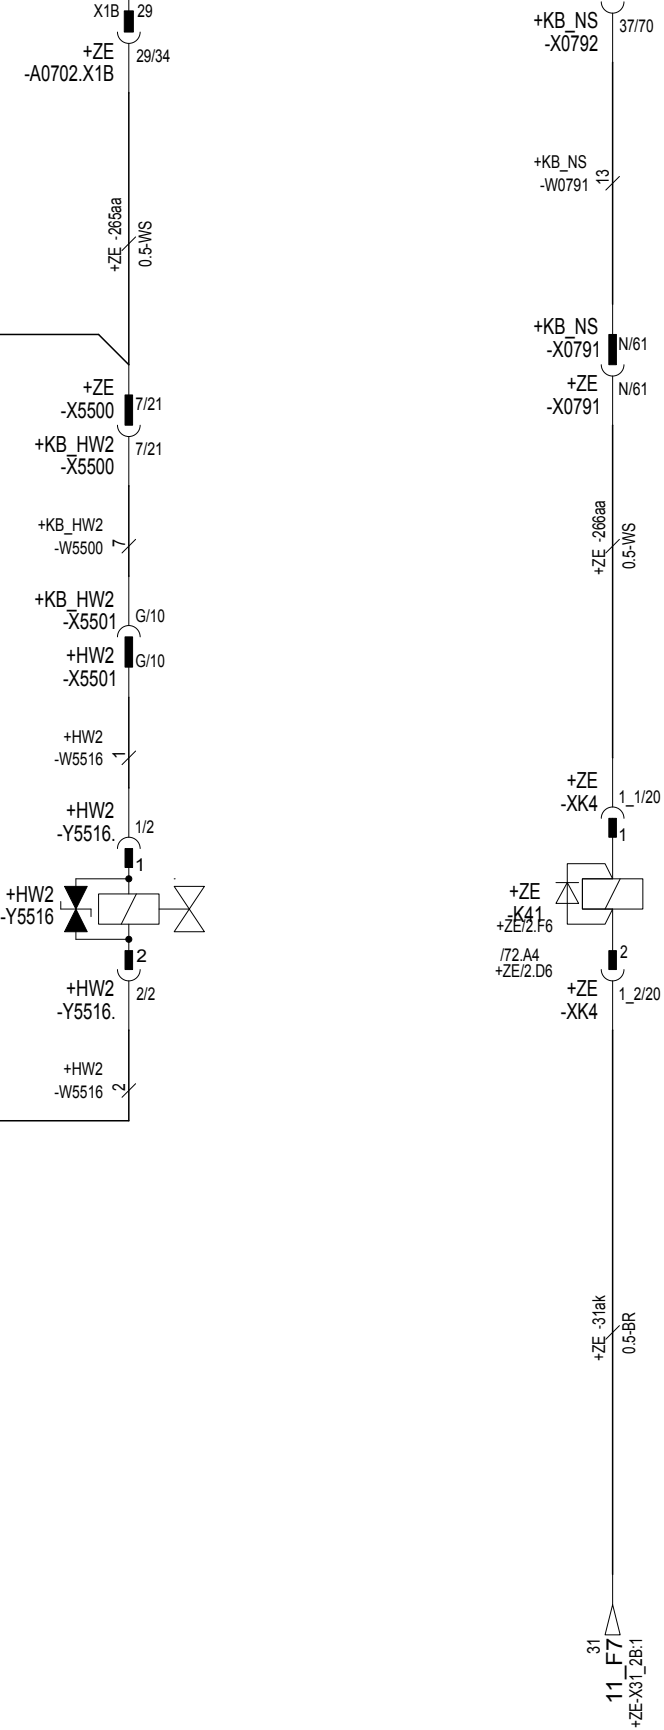 X1B 29
+ZE
-A0702.X1B
29/34
+ZE -265aa
0.5-WS
+ZE
-X5500
7/21
+KB_HW2
-X5500
7/21
+KB_HW2
-W5500
7
+KB_HW2
-X5501
G/10
+HW2
-X5501
G/10
+HW2
-W5516
1
+HW2
-Y5516.
1/2
1
+HW2
-Y5516
2
+HW2
-Y5516.
2/2
+HW2
-W5516
2
+KB_NS
-X0792
37/70
+KB_NS
-W0791
13
+KB_NS
-X0791
N/61
+ZE
-X0791
N/61
+ZE -266aa
0.5-WS
+ZE
-XK4
1_1/20
1
+ZE
-K41
+ZE/2.F6
/72.A4
+ZE/2.D6
2
+ZE
-XK4
1_2/20
+ZE -31ak
0.5-BR
31
11_F7
+ZE-X31_2B:1